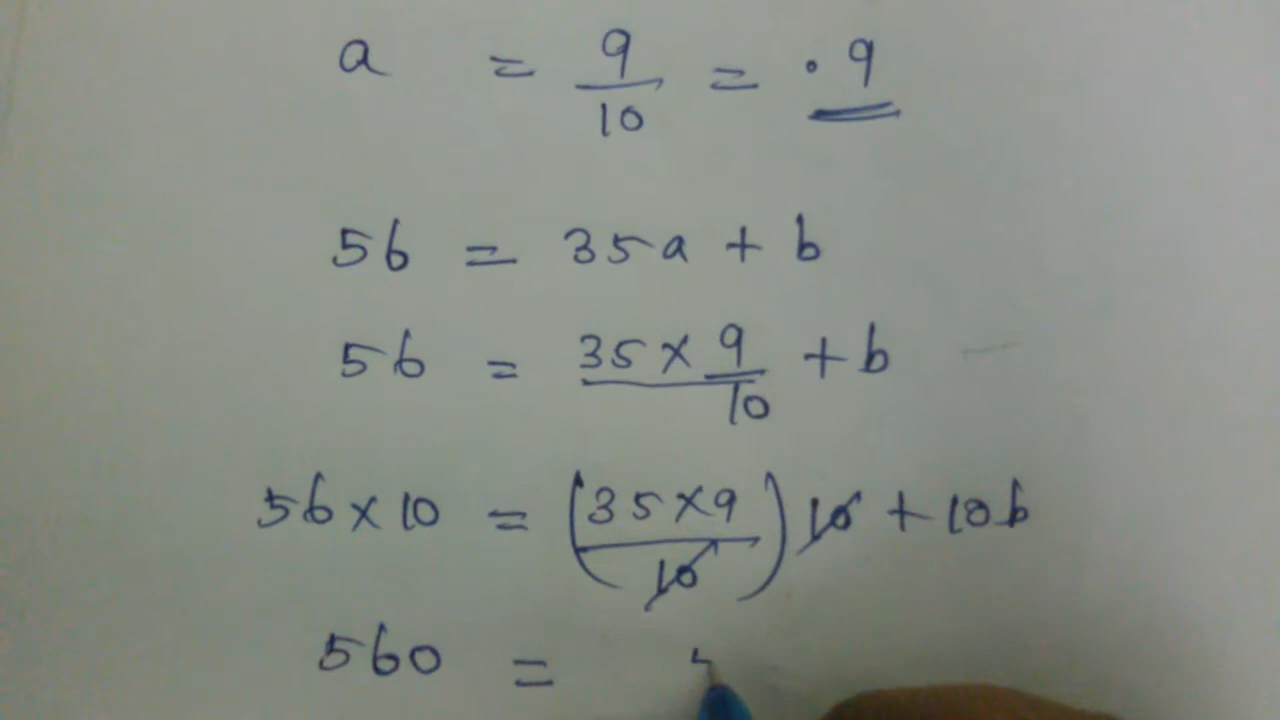 a = 9/10 = .9
56 = 35a + b
56 = 35 × 9/10 + b
56 × 10 = (35 × 9/10) 10 + 10b
560 =